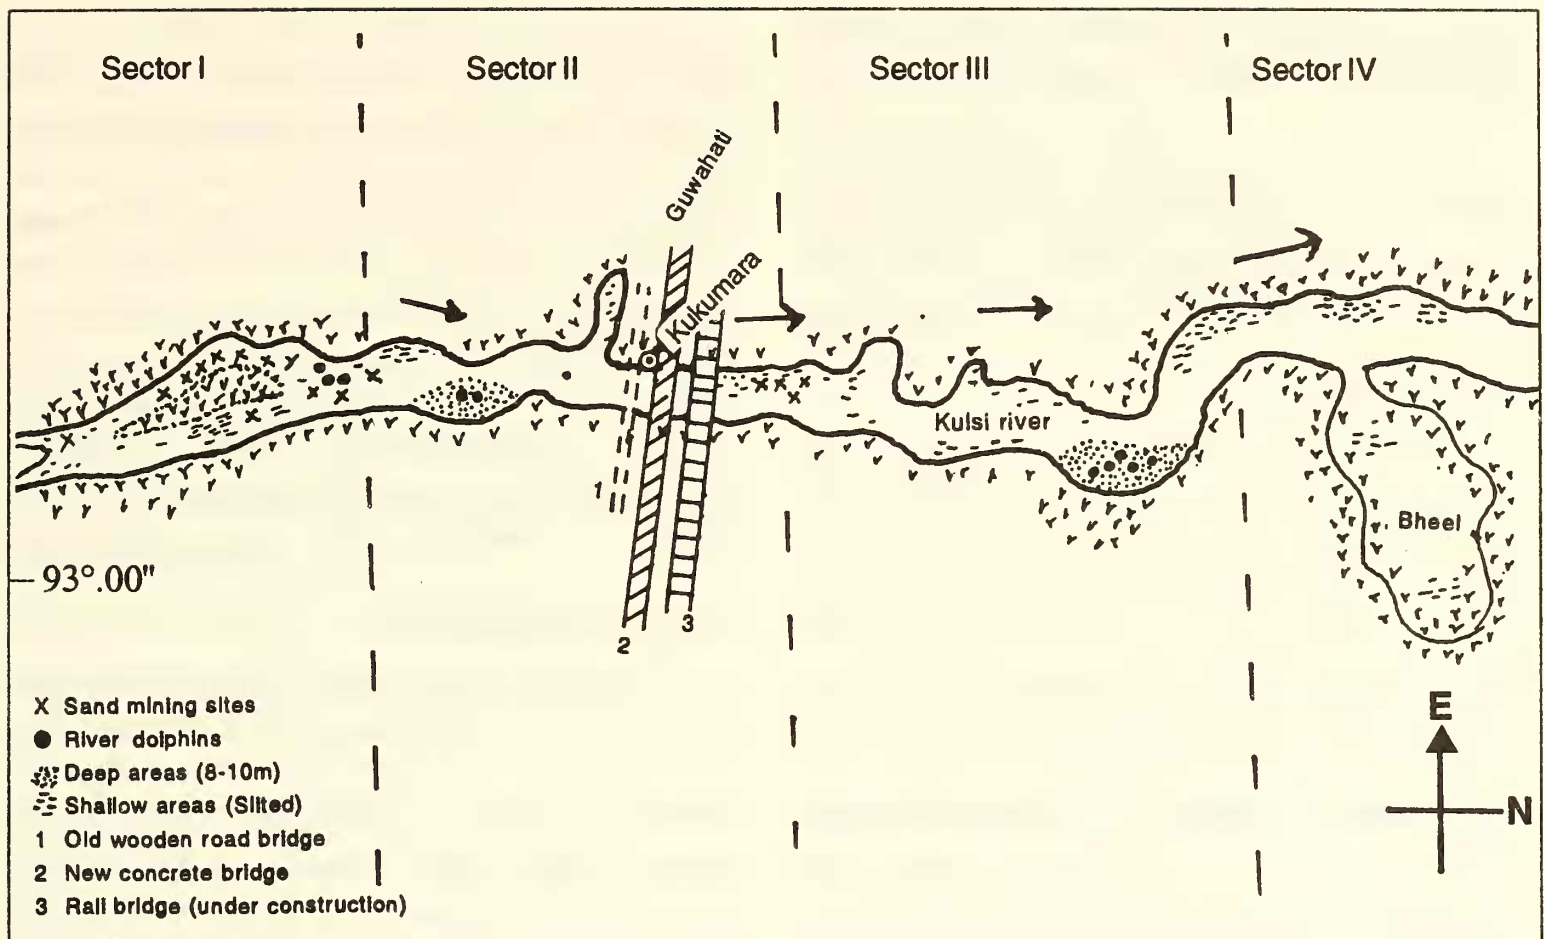 Sector I
Sector II
Sector III
Sector IV
Guwahati
Kukumara
Kulsi river
Bheel
1
2
3
93°.00"
X Sand mining sites
River dolphins
Deep areas (8-10m)
Shallow areas (Silted)
1 Old wooden road bridge
2 New concrete bridge
3 Rail bridge (under construction)
E
N